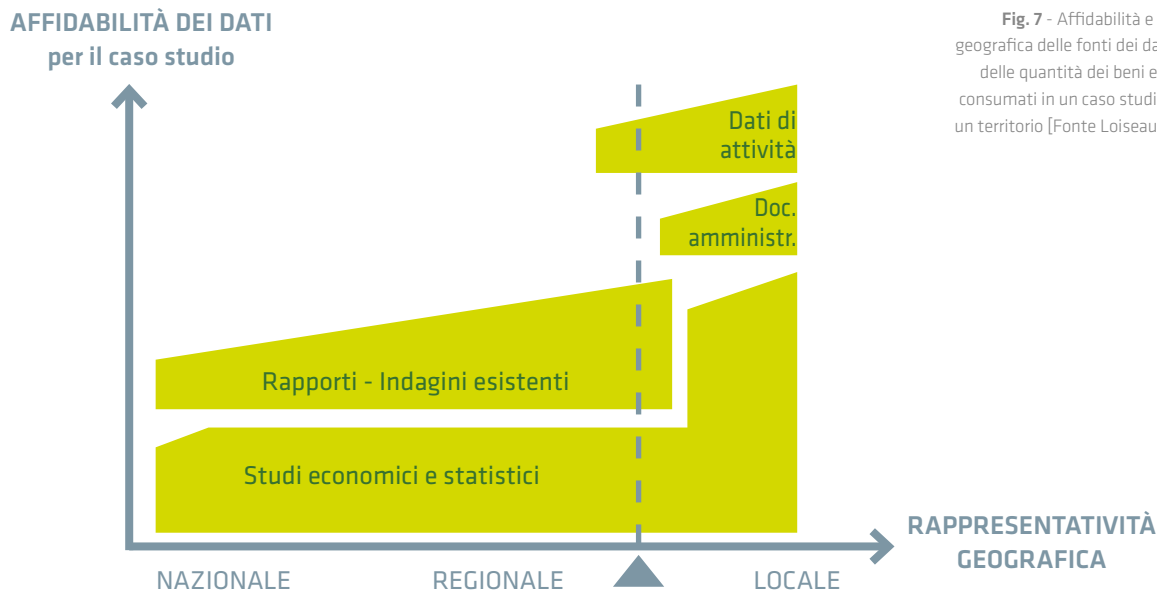 AFFIDABILITÀ DEI DATI
per il caso studio
Fig. 7 - Affidabilità e
geografica delle fonti dei
delle quantità dei beni e
consumati in un caso
un territorio [Fonte Loiseau
Dati di
attività
Doc.
amministr.
Rapporti - Indagini esistenti
Studi economici e statistici
RAPPRESENTATIVITÀ
GEOGRAFICA
NAZIONALE
REGIONALE
LOCALE